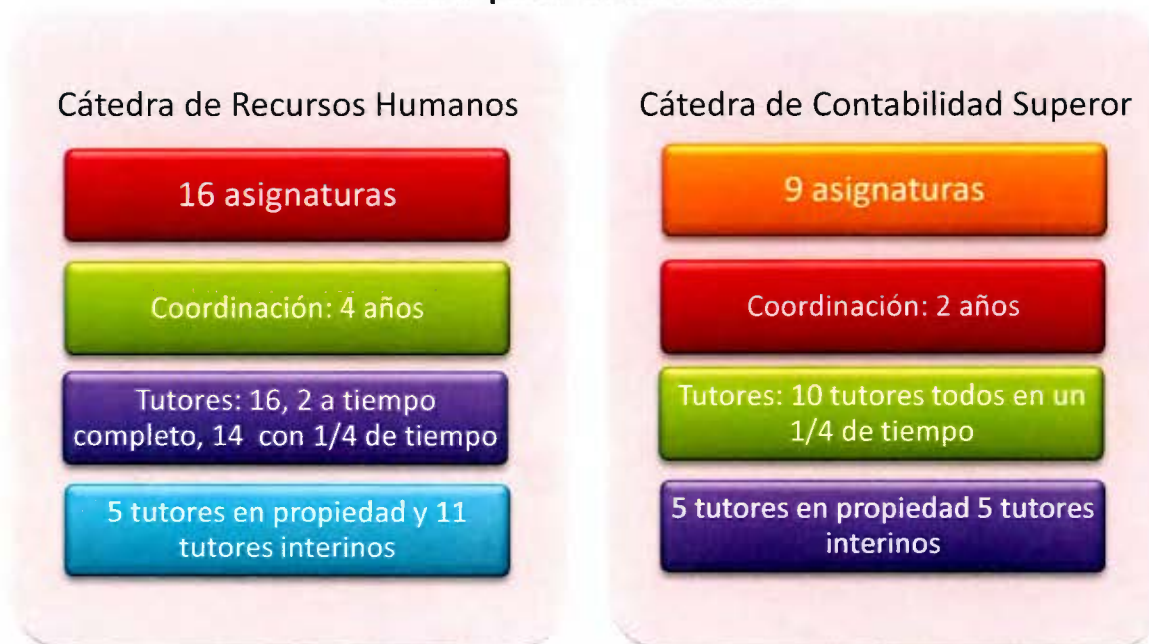 Cátedra de Recursos Humanos
16 asignaturas
Coordinación: 4 años
Tutores: 16, 2 a tiempo
completo, 14 con 1/4 de tiempo
5 tutores en propiedad y 11
tutores interinos
Cátedra de Contabilidad Superor
9 asignaturas
Coordinación: 2 años
Tutores: 10 tutores todos en un
1/4 de tiempo
5 tutores en propiedad 5 tutores
interinos